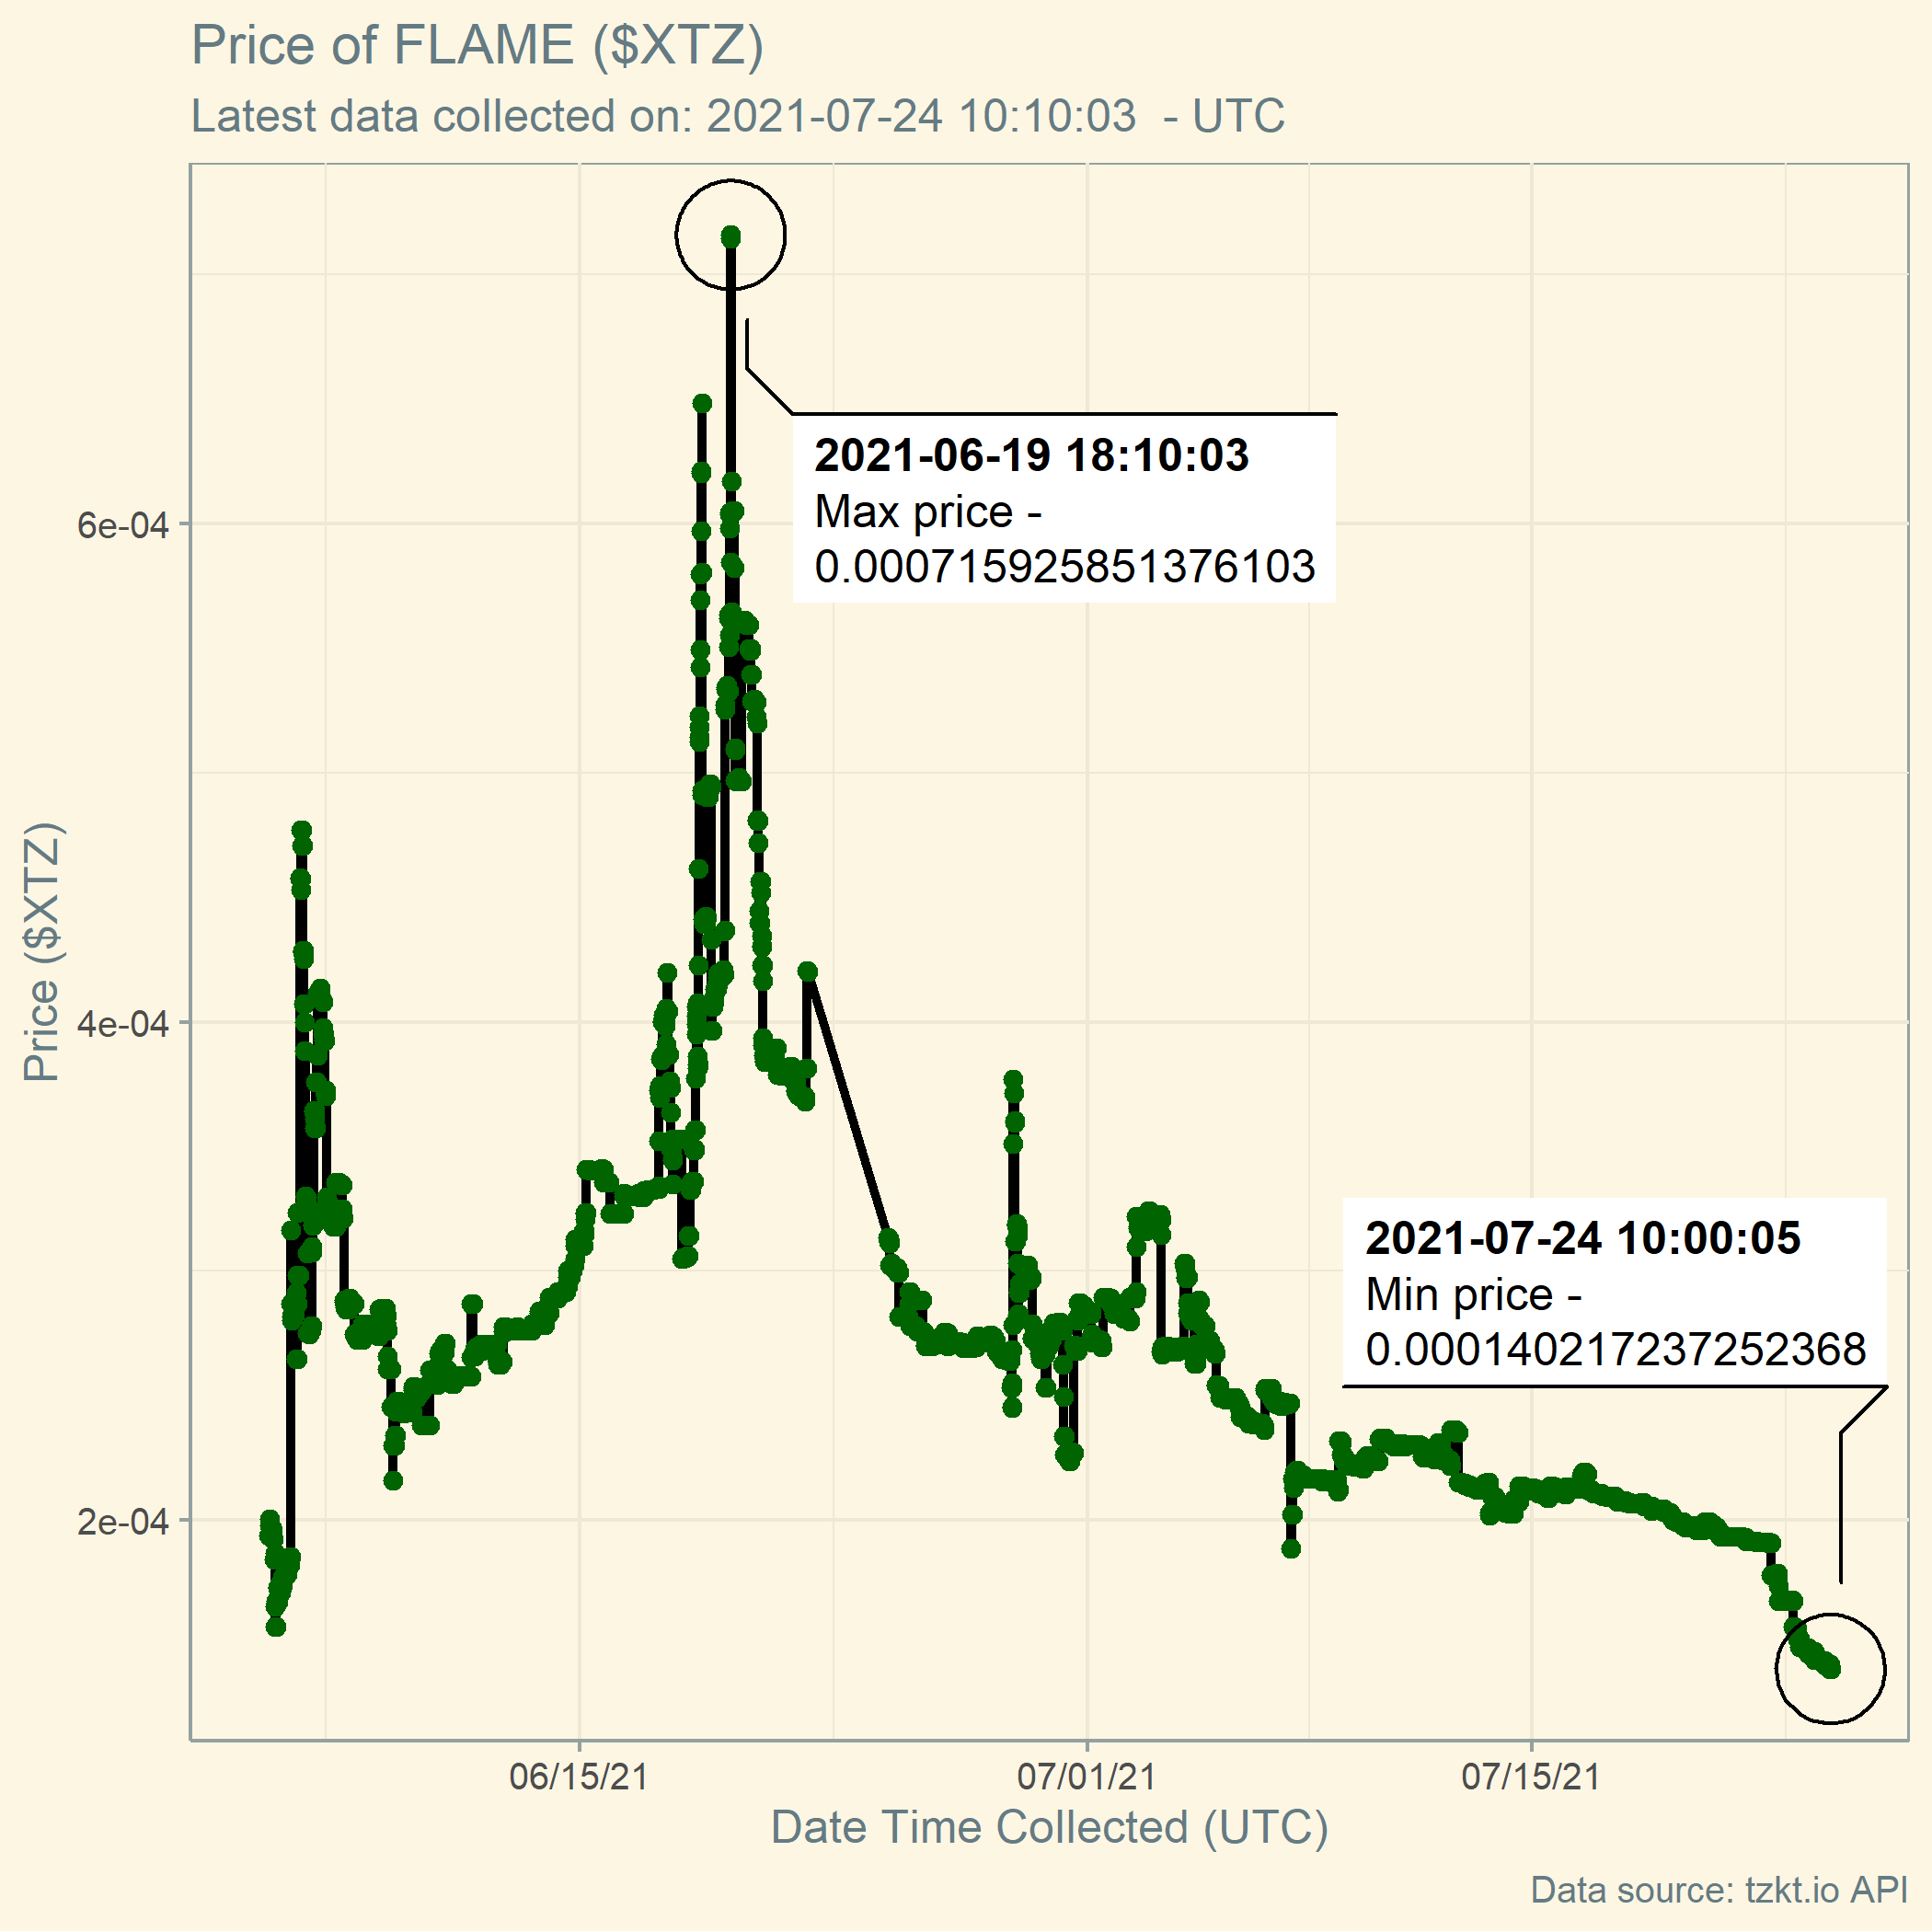 Price of FLAME ($XTZ)
Latest data collected on: 2021-07-24 10:10:03  - UTC
2021-06-19 18:10:03
Max price -
0.000715925851376103
6e-04
4e-04
2e-04
Price ($XTZ)
2021-07-24 10:00:05
Min price -
0.000140217237252368
06/15/21
07/01/21
07/15/21
Date Time Collected (UTC)
Data source: tzkt.io API